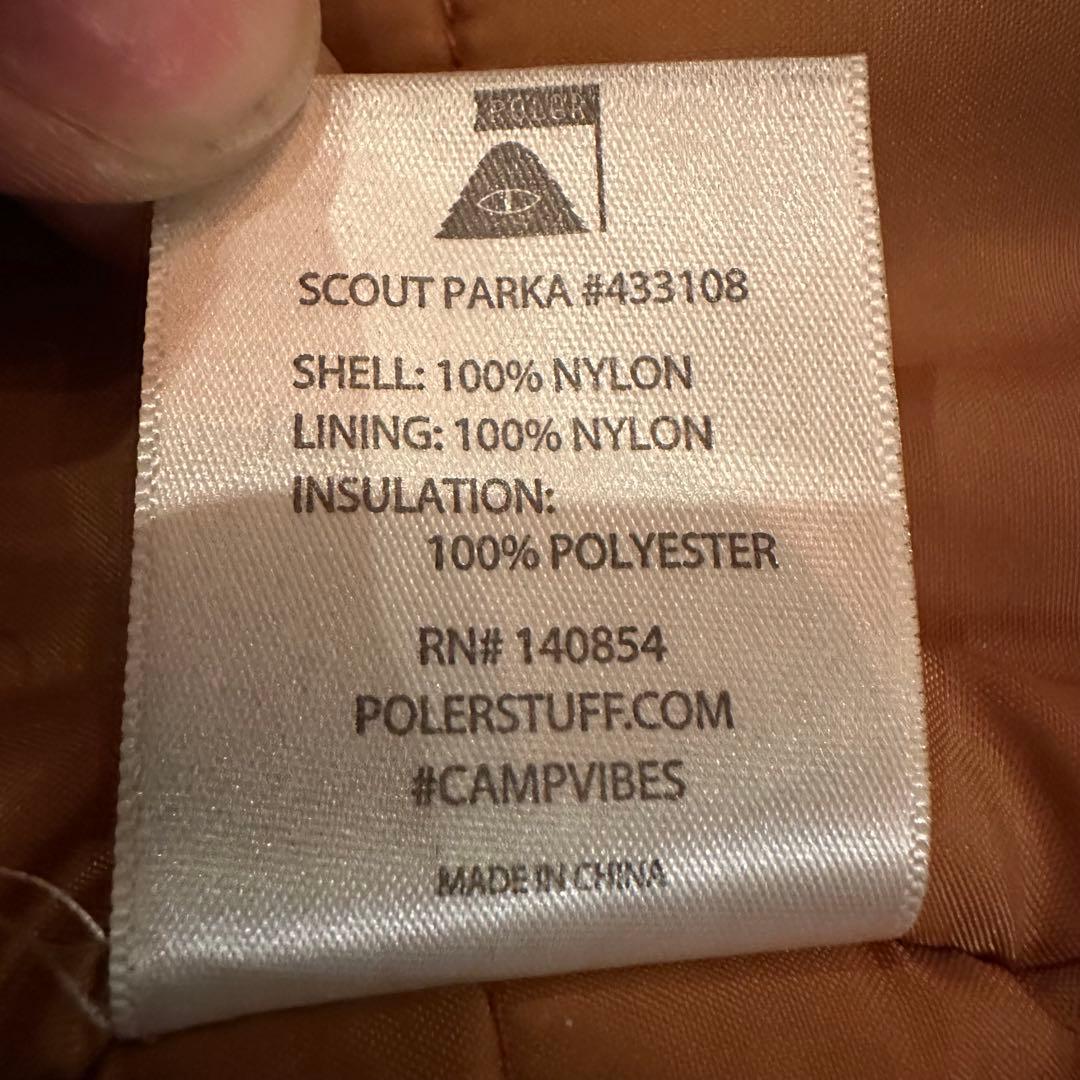 POLER
SCOUT PARKA #433108
SHELL: 100% NYLON
LINING: 100% NYLON
INSULATION:
100% POLYESTER
RN# 140854
POLERSTUFF.COM
#CAMPVIBES
MADE IN CHINA